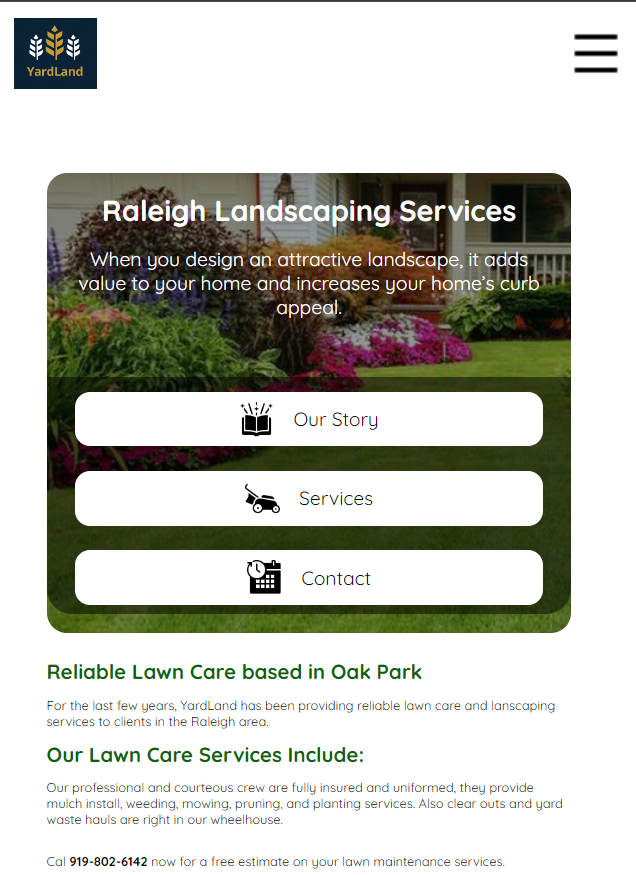 YardLand
Raleigh Landscaping Services
When you design an attractive landscape, it adds
value to your home and increases your home's curb
appeal.
Our Story
Services
Contact
Reliable Lawn Care based in Oak Park
For the last few years, YardLand has been providing reliable lawn care and lanscaping
services to clients in the Raleigh area.
Our Lawn Care Services Include:
Our professional and courteous crew are fully insured and uniformed, they provide
mulch install, weeding, mowing, pruning, and planting services. Also clear outs and yard
waste hauls are right in our wheelhouse.
Cal 919-802-6142 now for a free estimate on your lawn maintenance services.